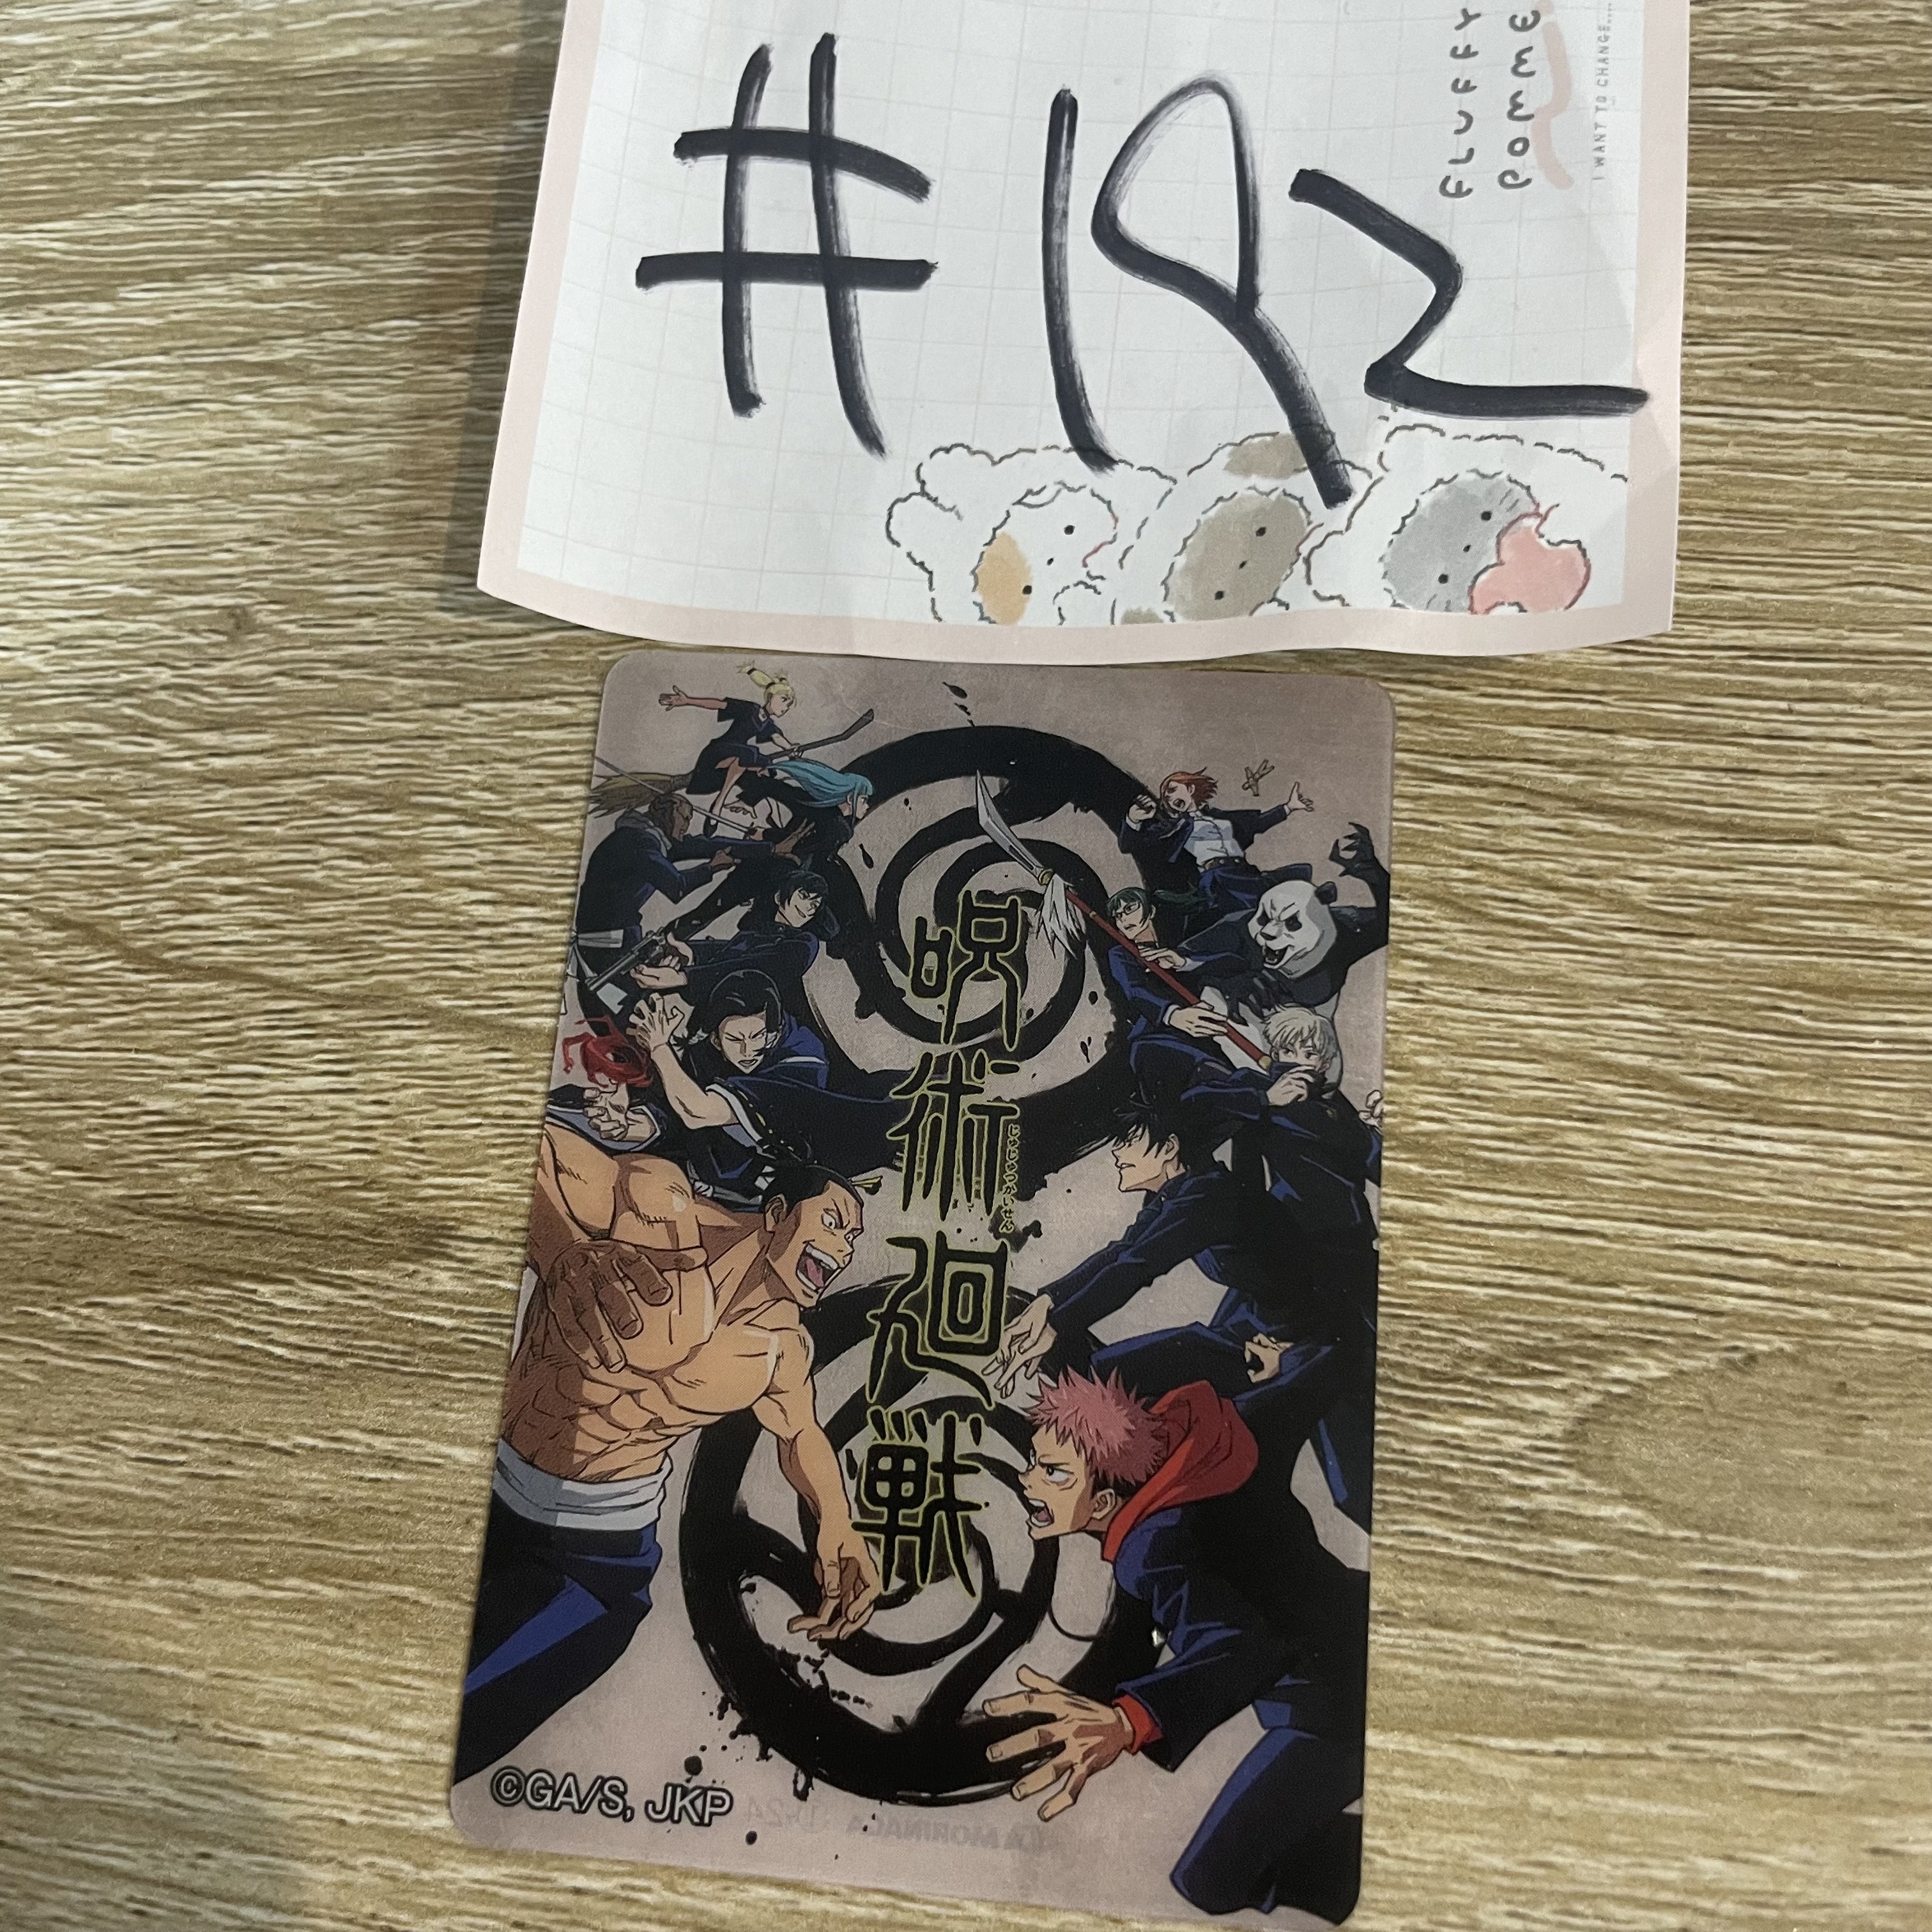 #192
FLUFFY
POMME
I WANT TO CHANGE....
呪術廻戦
じゅじゅつかいせん
©GA/S, JKP
MORINAGA